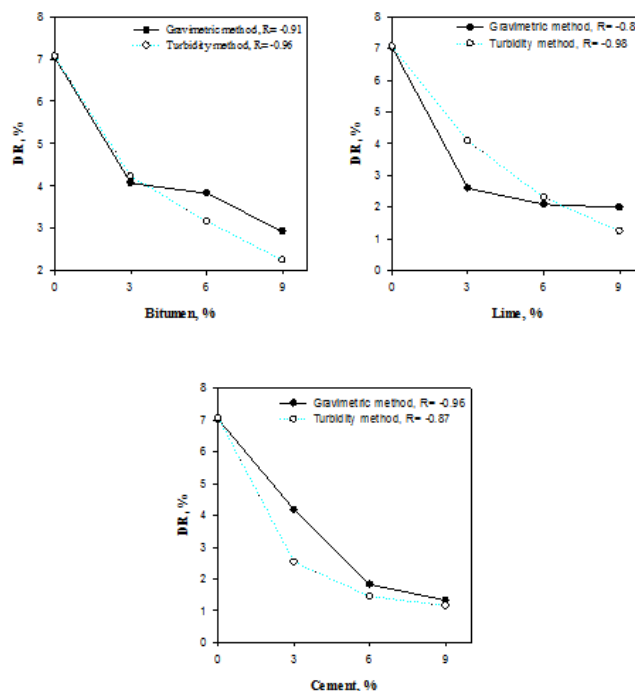 Gravimetric method, R= -0.91
Turbidity method, R= -0.96
8
7
6
5
4
3
2
DR, %
0 3 6 9
Bitumen, %
Gravimetric method, R= -0.8
Turbidity method, R= -0.98
8
7
6
5
4
3
2
1
0
DR, %
0 3 6 9
Lime, %
Gravimetric method, R= -0.96
Turbidity method, R= -0.87
8
7
6
5
4
3
2
1
0
DR, %
0 3 6 9
Cement, %